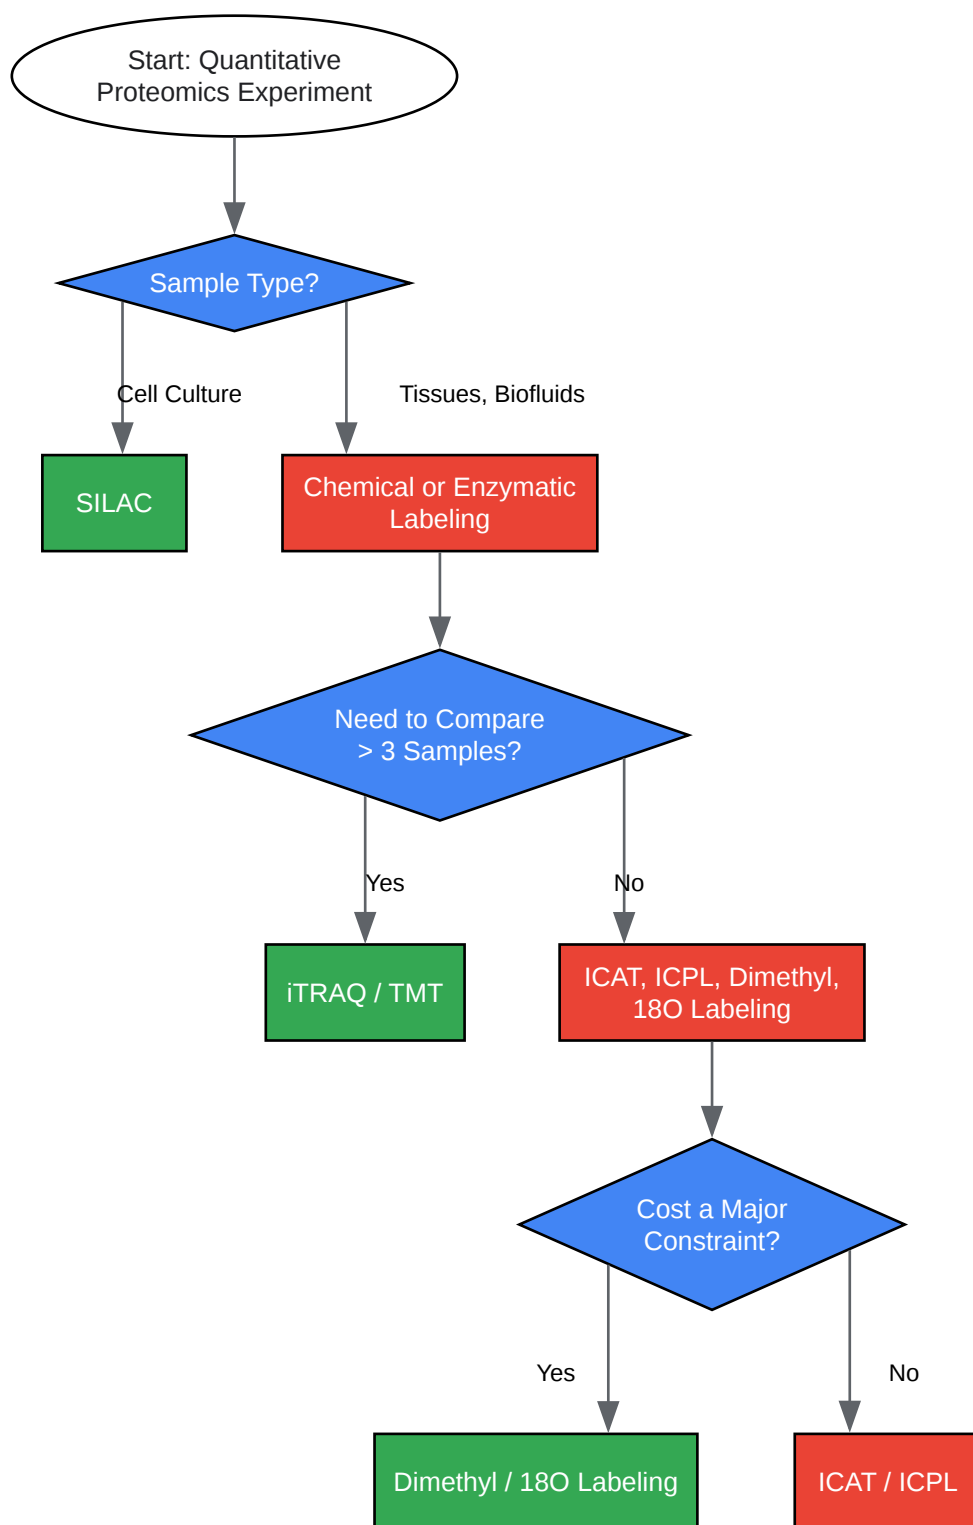 Start: Quantitative
Proteomics Experiment
Sample Type?
Cell Culture
Tissues, Biofluids
SILAC
Chemical or Enzymatic
Labeling
Need to Compare
> 3 Samples?
Yes
No
iTRAQ / TMT
ICAT, ICPL, Dimethyl,
18O Labeling
Cost a Major
Constraint?
Yes
No
Dimethyl / 18O Labeling
ICAT / ICPL